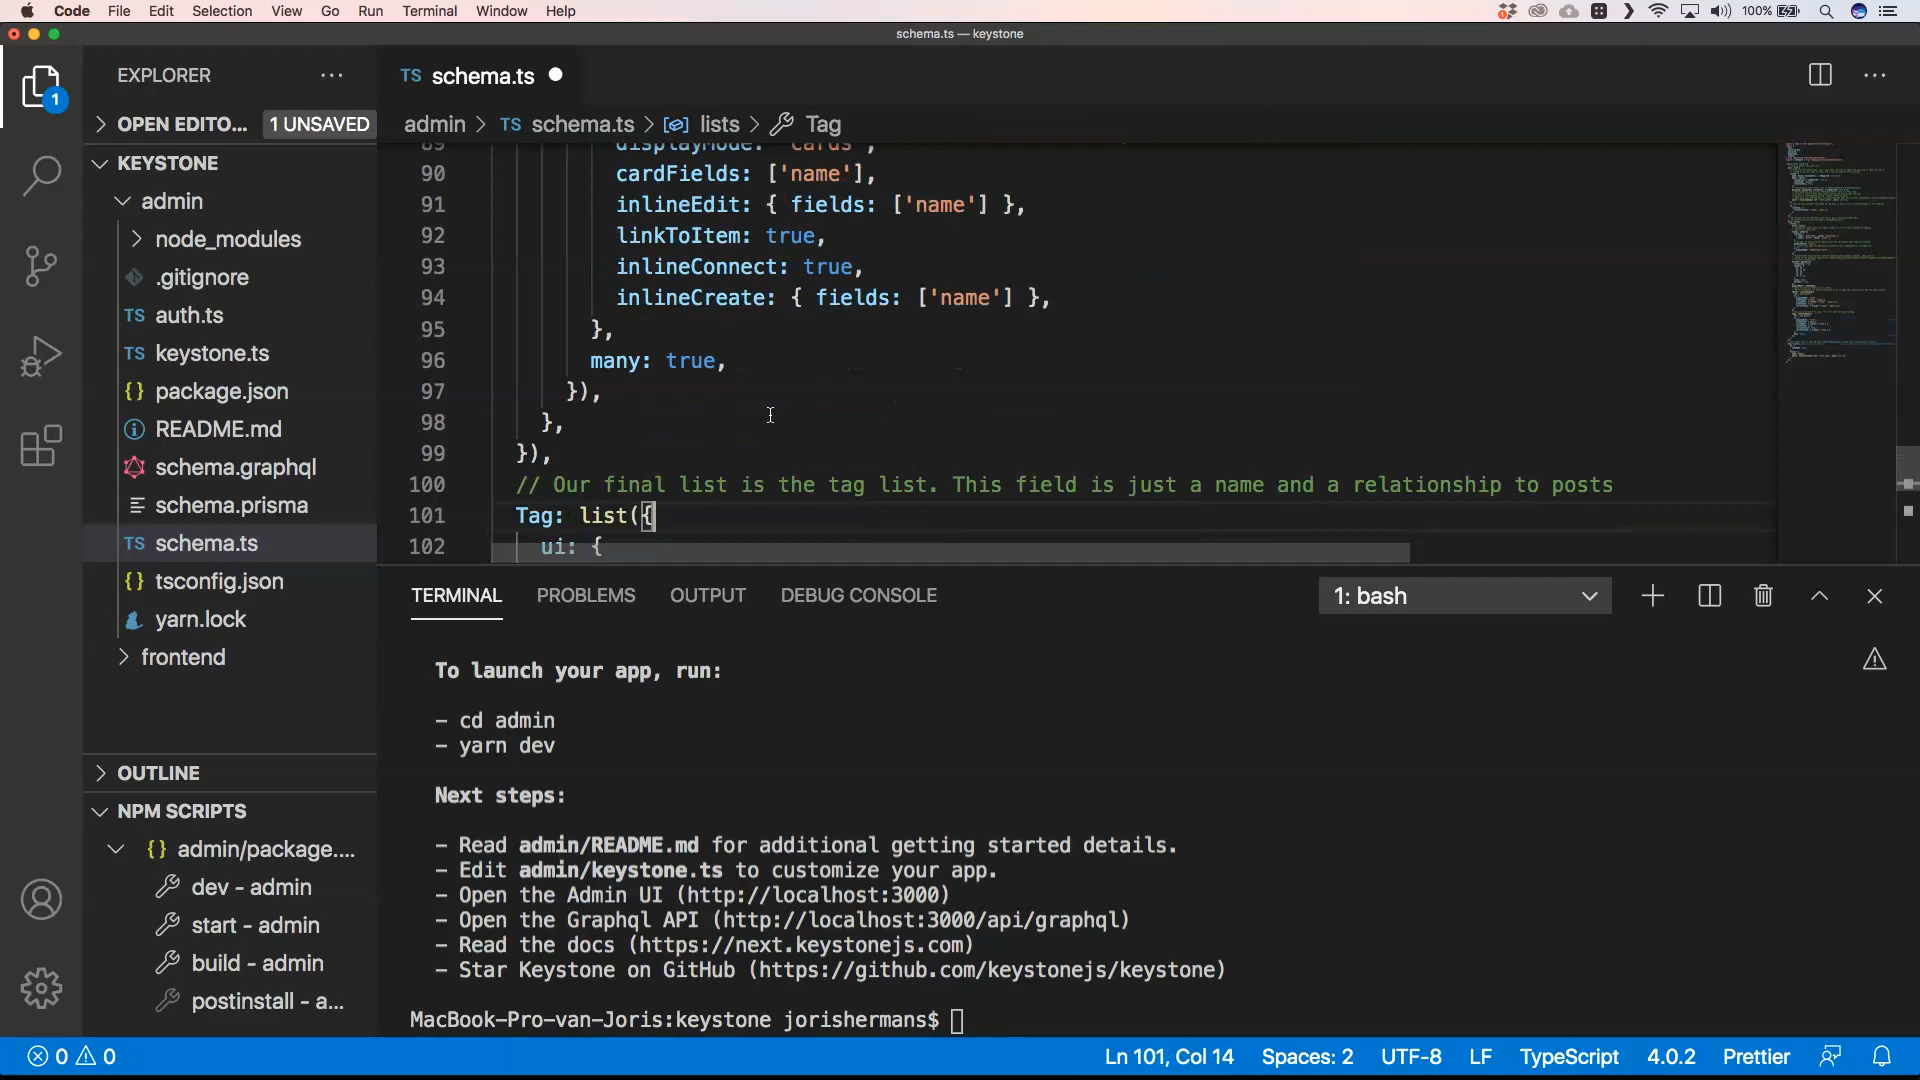 Code File Edit Selection View Go Run Terminal Window Help 100%
schema.ts — keystone
EXPLORER
OPEN EDITO... 1 UNSAVED
KEYSTONE
admin
node_modules
.gitignore
TS auth.ts
TS keystone.ts
{} package.json
README.md
schema.graphql
schema.prisma
TS schema.ts
{} tsconfig.json
yarn.lock
frontend
OUTLINE
NPM SCRIPTS
{} admin/package....
dev - admin
start - admin
build - admin
postinstall - a...
1
TS schema.ts
admin > TS schema.ts > lists > Tag
89 displayMode: 'cards',
90 cardFields: ['name'],
91 inlineEdit: { fields: ['name'] },
92 linkToItem: true,
93 inlineConnect: true,
94 inlineCreate: { fields: ['name'] },
95 },
96 many: true,
97 }),
98 },
99 }),
100 // Our final list is the tag list. This field is just a name and a relationship to posts
101 Tag: list({
102 ui: {
TERMINAL PROBLEMS OUTPUT DEBUG CONSOLE 1: bash
To launch your app, run:
- cd admin
- yarn dev
Next steps:
- Read admin/README.md for additional getting started details.
- Edit admin/keystone.ts to customize your app.
- Open the Admin UI (http://localhost:3000)
- Open the Graphql API (http://localhost:3000/api/graphql)
- Read the docs (https://next.keystonejs.com)
- Star Keystone on GitHub (https://github.com/keystonejs/keystone)
MacBook-Pro-van-Joris:keystone jorishermans$
0 0 Ln 101, Col 14 Spaces: 2 UTF-8 LF TypeScript 4.0.2 Prettier